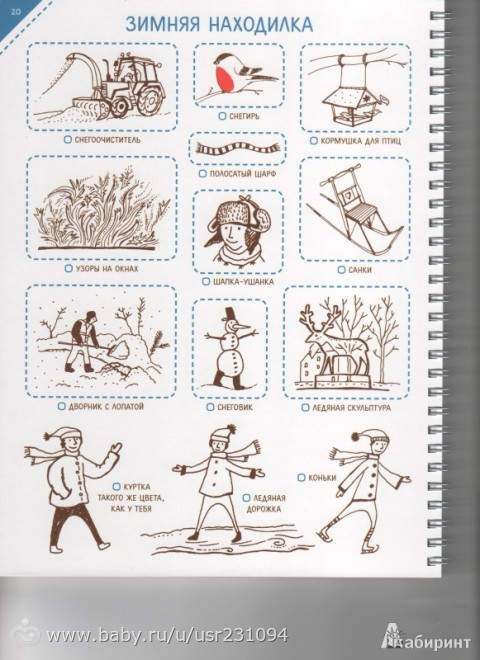 20
ЗИМНЯЯ НАХОДИЛКА
СНЕГООЧИСТИТЕЛЬ
СНЕГИРЬ
КОРМУШКА ДЛЯ ПТИЦ
ПОЛОСАТЫЙ ШАРФ
УЗОРЫ НА ОКНАХ
ШАПКА-УШАНКА
САНКИ
ДВОРНИК С ЛОПАТОЙ
СНЕГОВИК
ЛЕДЯНАЯ СКУЛЬПТУРА
КУРТКА
ТАКОГО ЖЕ ЦВЕТА,
КАК У ТЕБЯ
ЛЕДЯНАЯ
ДОРОЖКА
КОНЬКИ
www.baby.ru/u/usr231094
Лабиринт